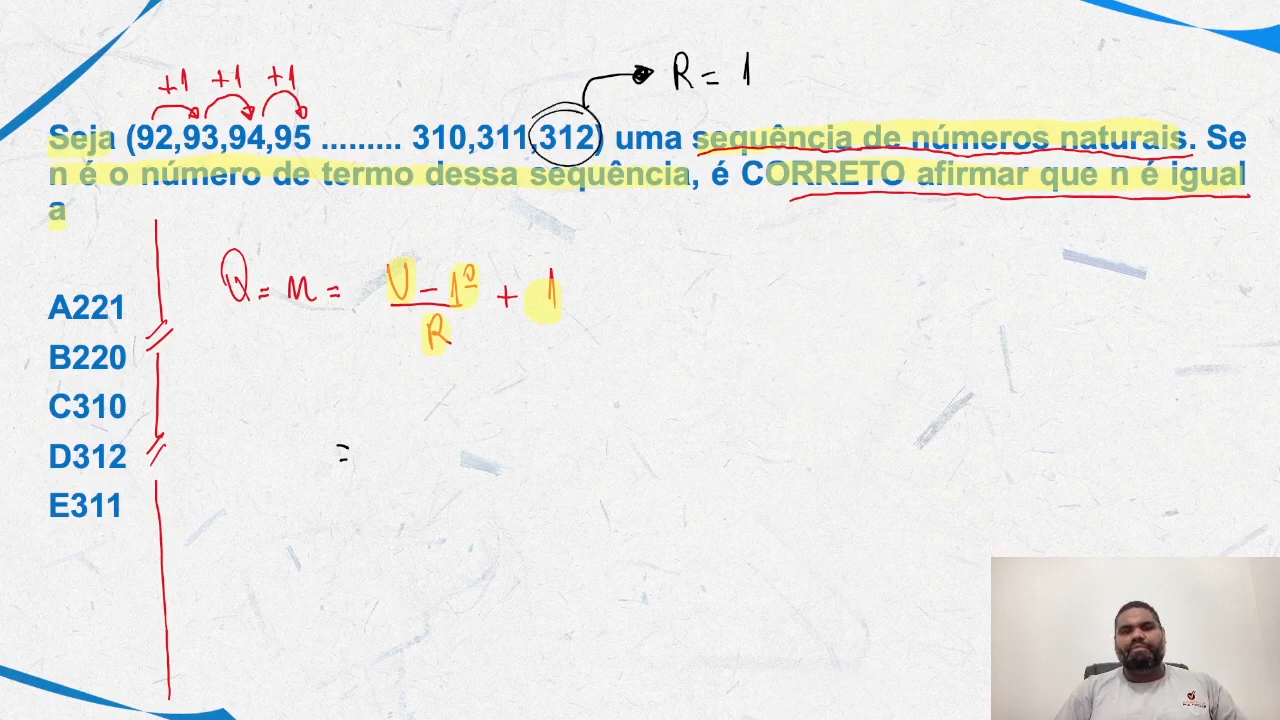 +1 +1 +1
R = 1
Seja (92,93,94,95 ......... 310,311,312) uma sequência de números naturais. Se
n é o número de termo dessa sequência, é CORRETO afirmar que n é igual
a
Q = n = U - 1º / R + 1
A221
B220
C310
=
D312
E311